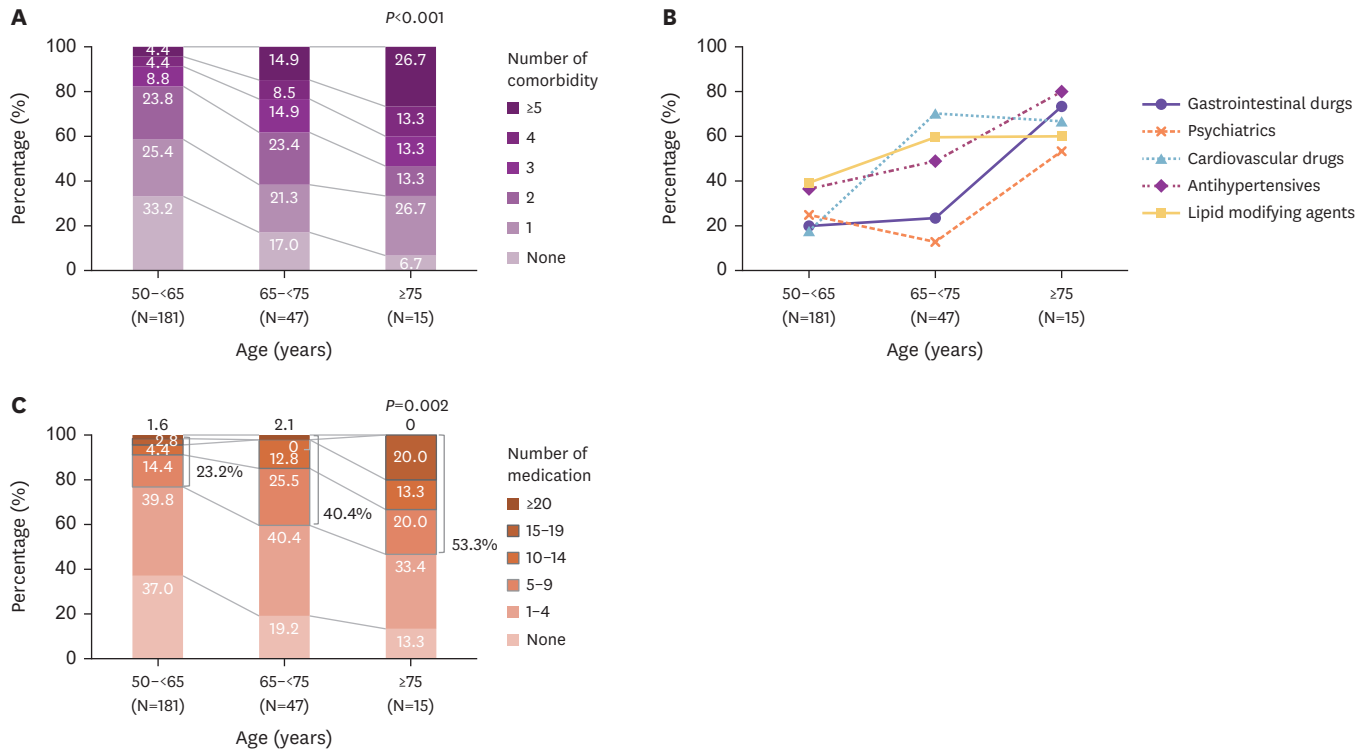 A
P<0.001
Percentage (%)
100
80
60
40
20
0
4.4
4.4
8.8
23.8
25.4
33.2
14.9
8.5
14.9
23.4
21.3
17.0
26.7
13.3
13.3
13.3
26.7
6.7
50–<65
(N=181)
65–<75
(N=47)
≥75
(N=15)
Age (years)
Number of
comorbidity
≥5
4
3
2
1
None
B
Percentage (%)
100
80
60
40
20
0
50–<65
(N=181)
65–<75
(N=47)
≥75
(N=15)
Age (years)
Gastrointestinal durgs
Psychiatrics
Cardiovascular drugs
Antihypertensives
Lipid modifying agents
C
P=0.002
Percentage (%)
100
80
60
40
20
0
1.6
2.8
4.4
14.4
39.8
37.0
23.2%
2.1
0
12.8
25.5
40.4
19.2
40.4%
0
20.0
13.3
20.0
33.4
13.3
53.3%
50–<65
(N=181)
65–<75
(N=47)
≥75
(N=15)
Age (years)
Number of
medication
≥20
15–19
10–14
5–9
1–4
None